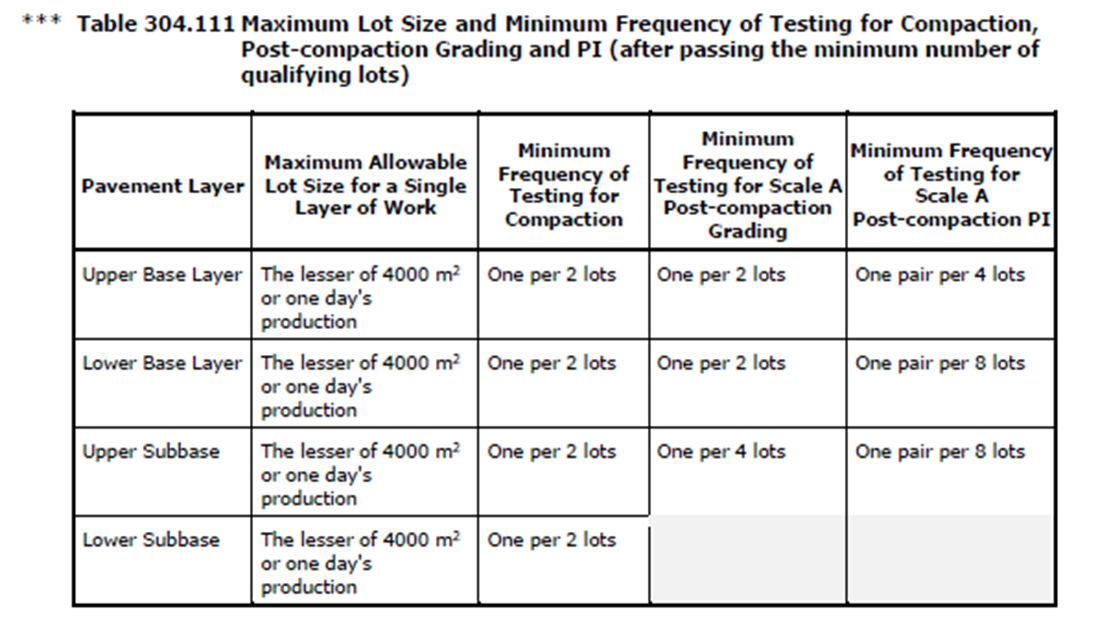 *** Table 304.111 Maximum Lot Size and Minimum Frequency of Testing for Compaction,
Post-compaction Grading and PI (after passing the minimum number of
qualifying lots)
Pavement Layer
Maximum Allowable
Lot Size for a Single
Layer of Work
Minimum
Frequency of
Testing for
Compaction
Minimum
Frequency of
Testing for Scale A
Post-compaction
Grading
Minimum Frequency
of Testing for
Scale A
Post-compaction PI
Upper Base Layer
The lesser of 4000 m²
or one day's
production
One per 2 lots
One per 2 lots
One pair per 4 lots
Lower Base Layer
The lesser of 4000 m²
or one day's
production
One per 2 lots
One per 2 lots
One pair per 8 lots
Upper Subbase
The lesser of 4000 m²
or one day's
production
One per 2 lots
One per 4 lots
One pair per 8 lots
Lower Subbase
The lesser of 4000 m²
or one day's
production
One per 2 lots